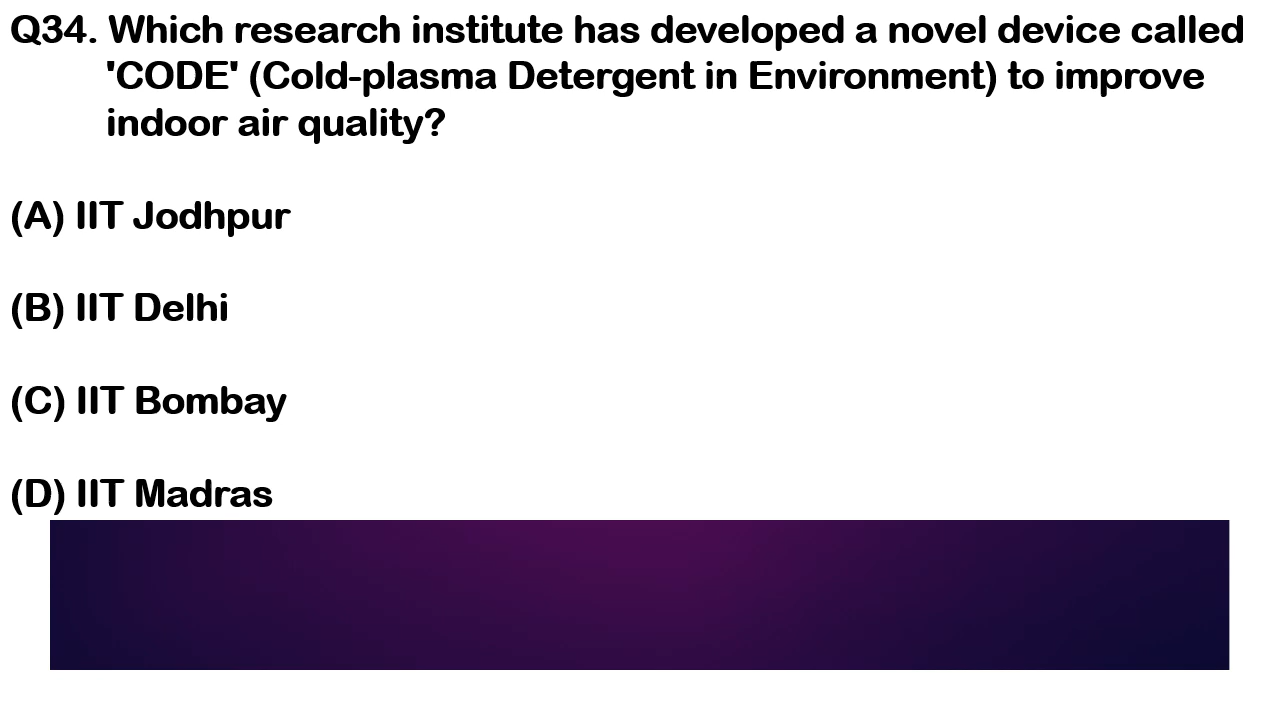 Q34. Which research institute has developed a novel device called
'CODE' (Cold-plasma Detergent in Environment) to improve
indoor air quality?
(A) IIT Jodhpur
(B) IIT Delhi
(C) IIT Bombay
(D) IIT Madras